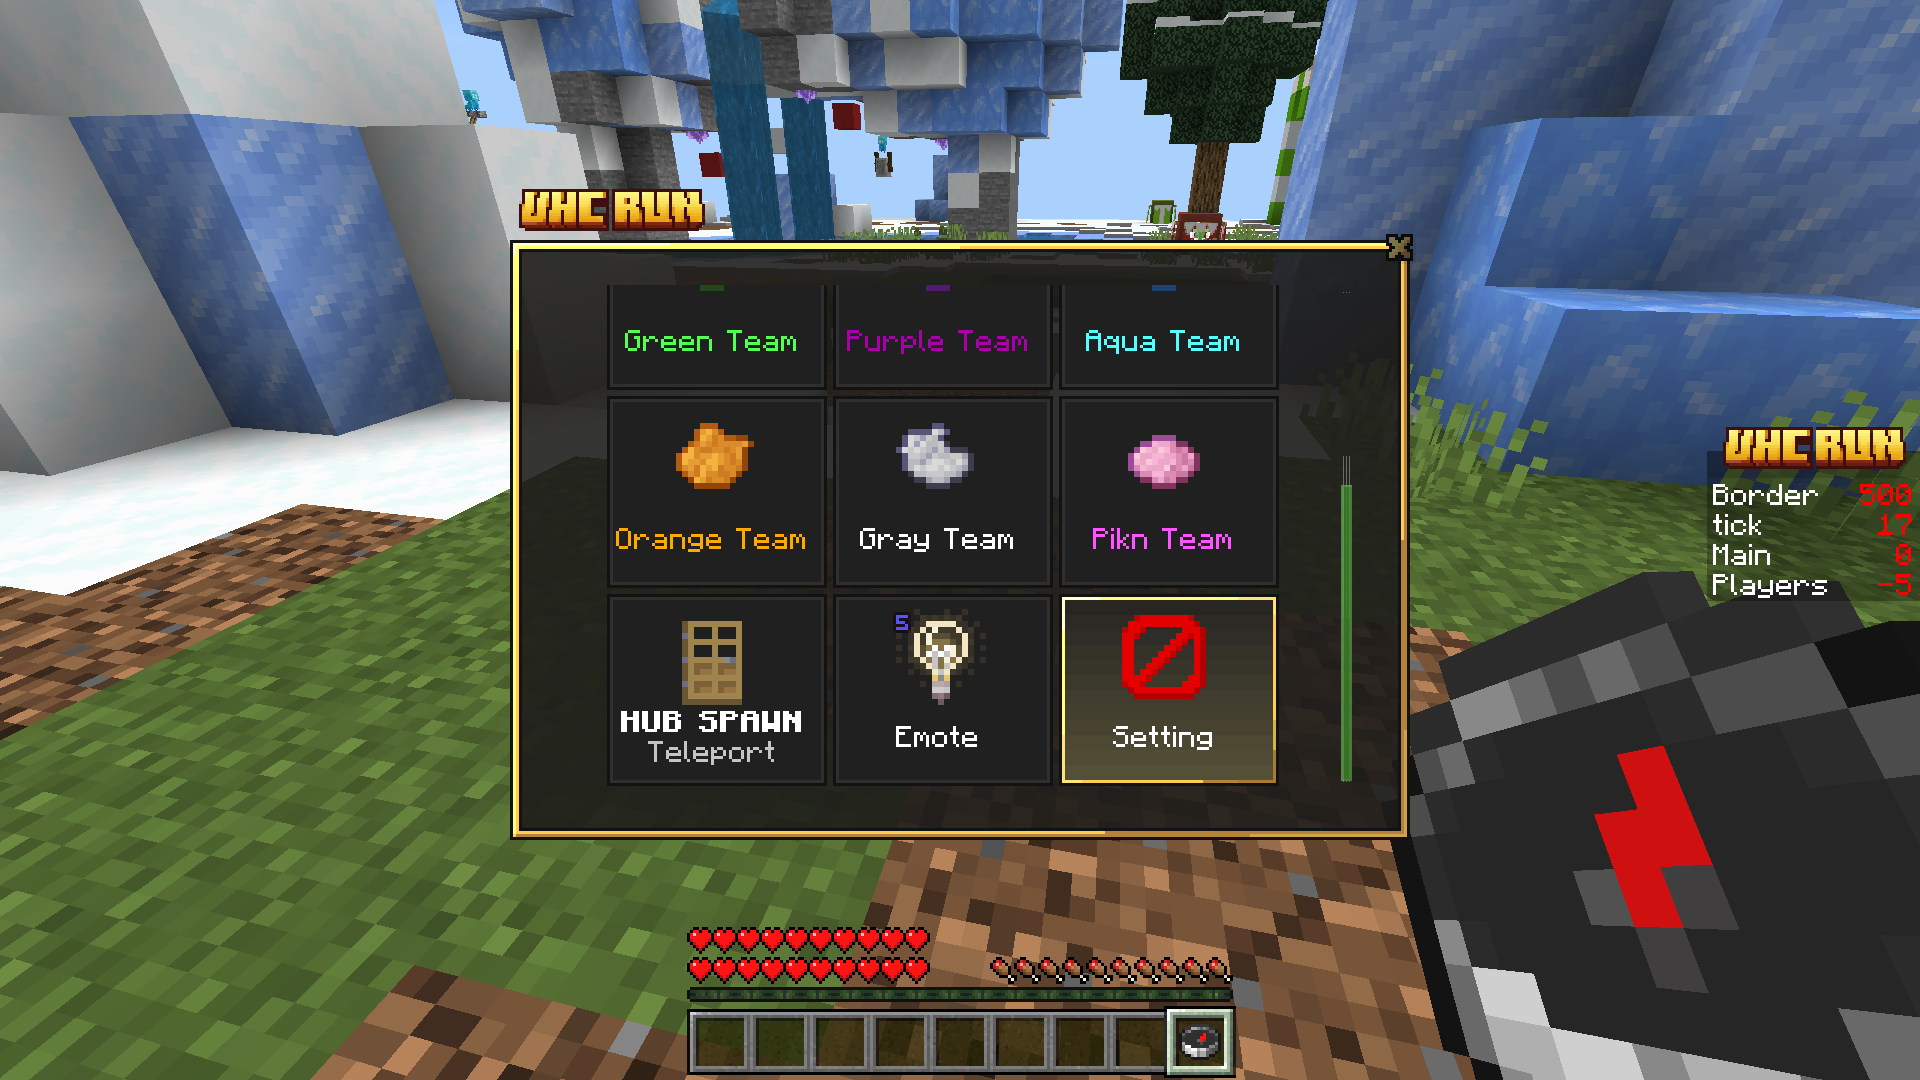 UHC RUN
Green Team
Purple Team
Aqua Team
Orange Team
Gray Team
Pikn Team
HUB SPAWN
Teleport
5
Emote
Setting
UHC RUN
Border 500
tick 17
Main 0
Players -5